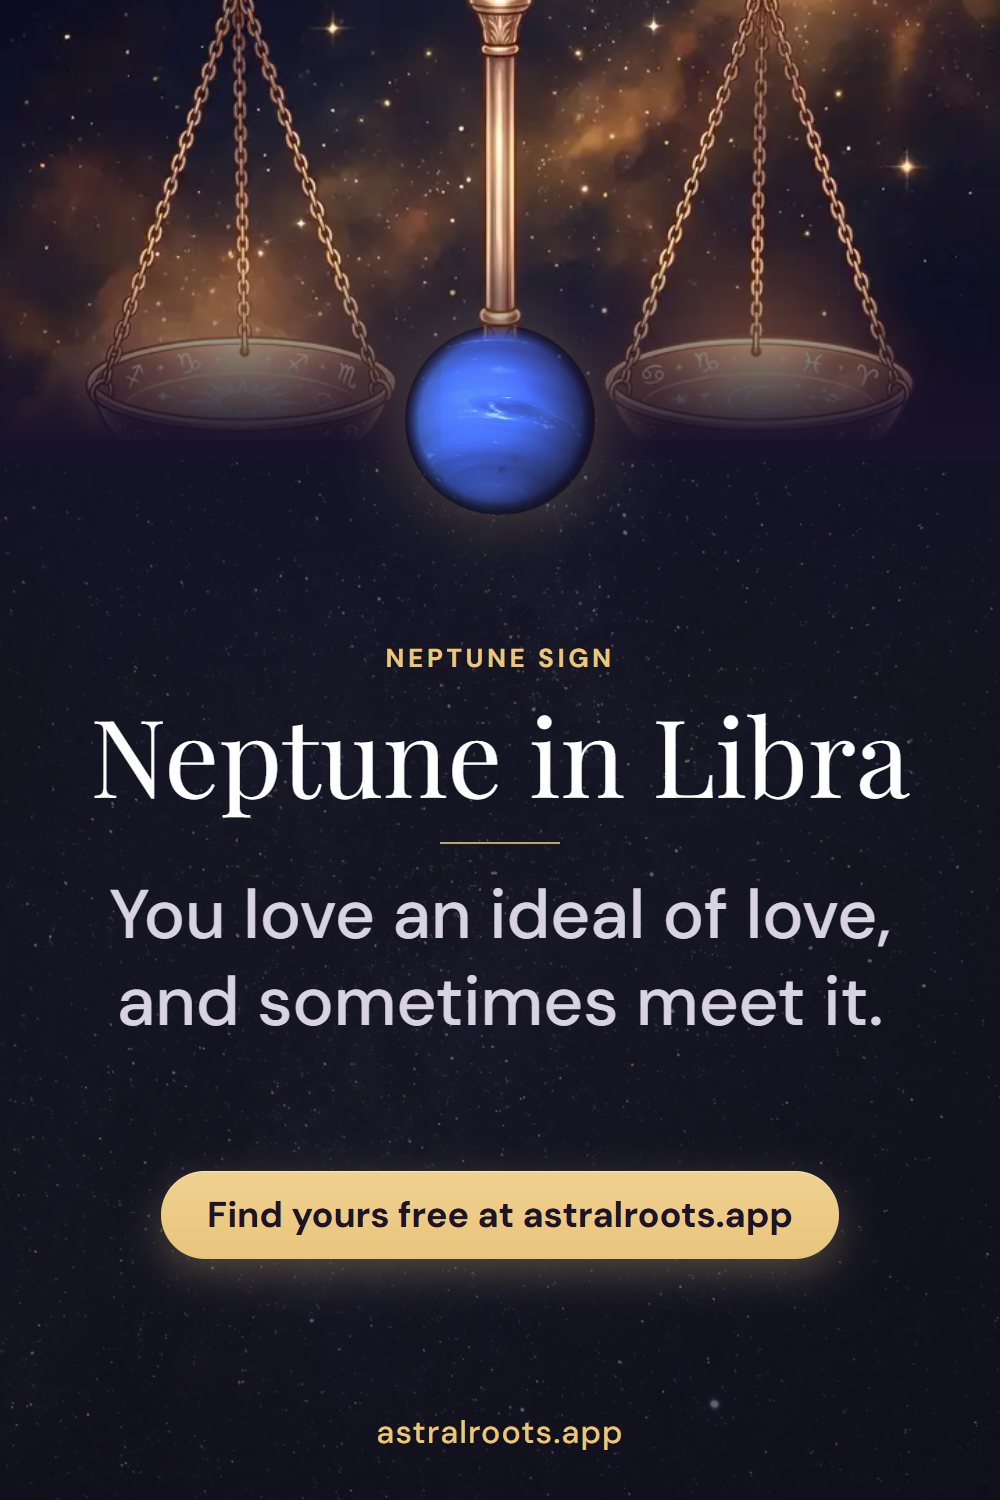 NEPTUNE SIGN
Neptune in Libra
You love an ideal of love,
and sometimes meet it.
Find yours free at astralroots.app
astralroots.app